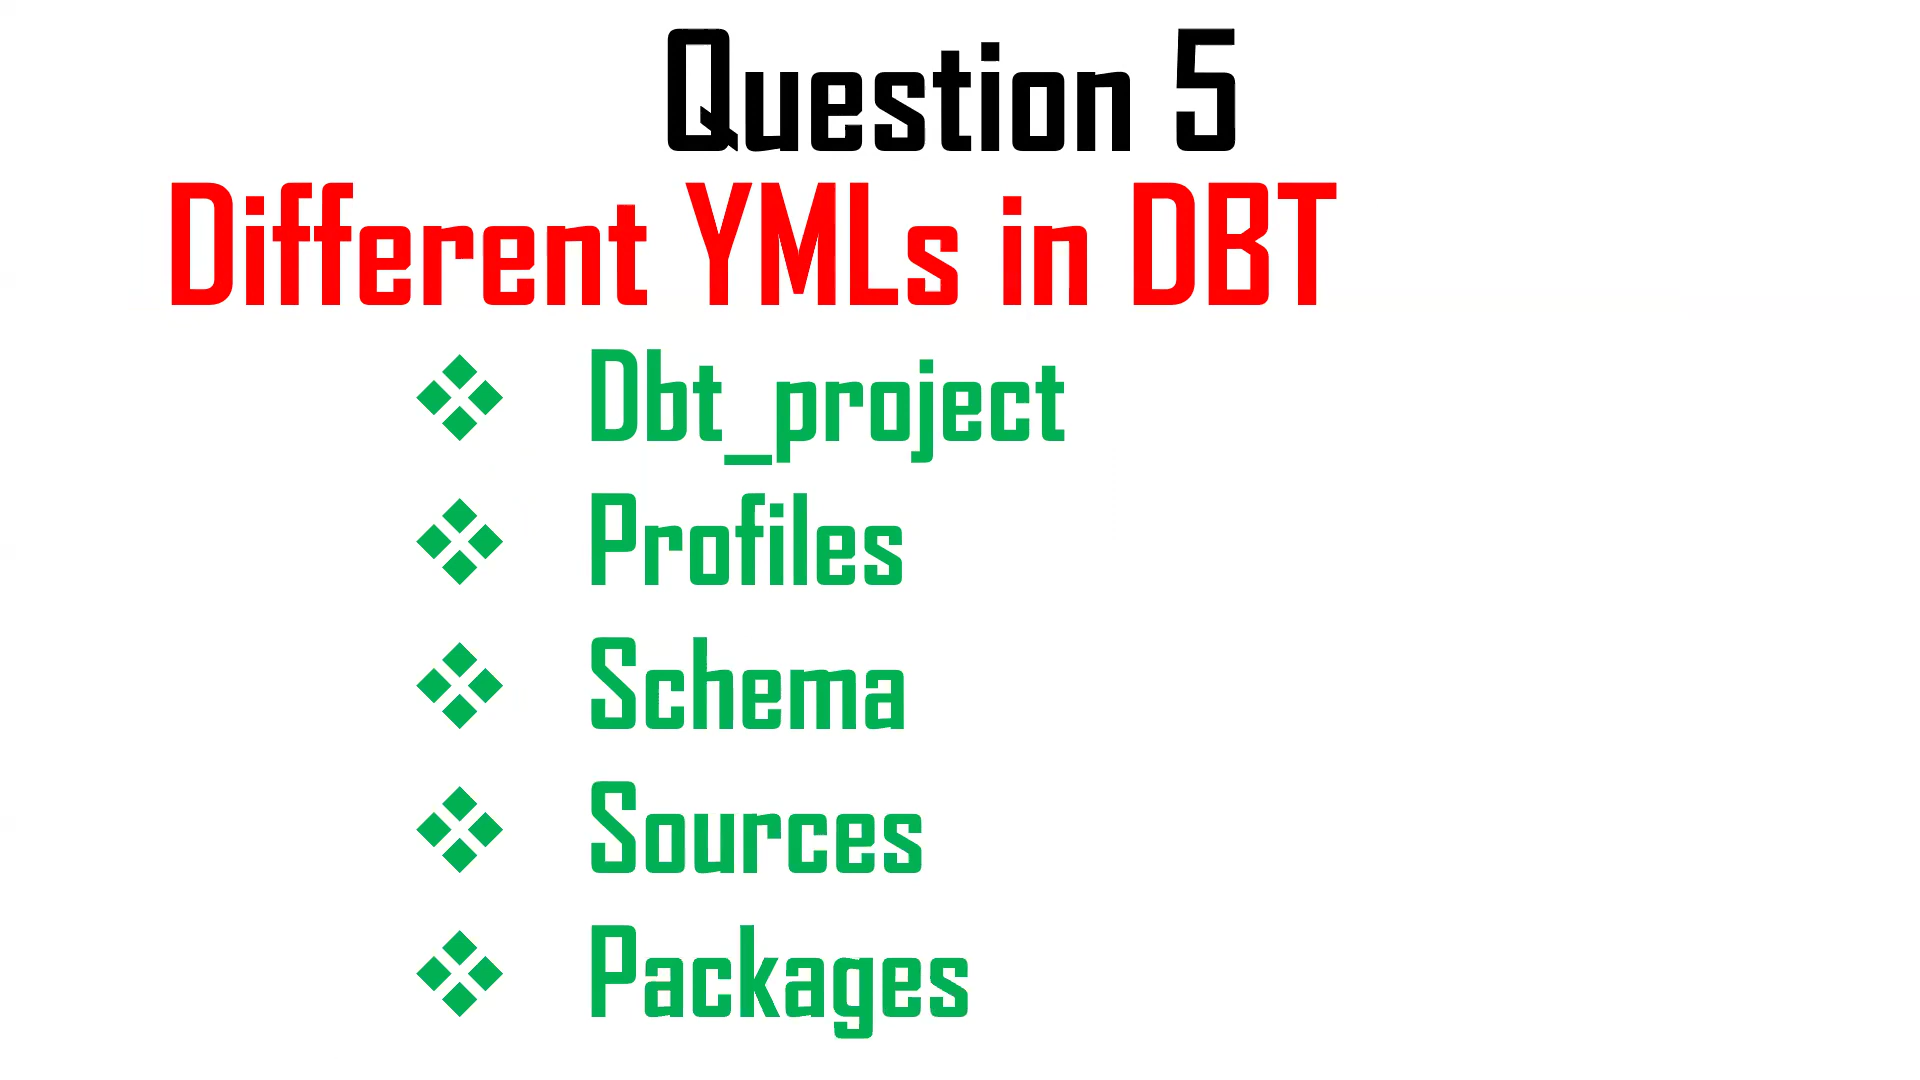 Question 5
Different YMLs in DBT
❖ Dbt_project
❖ Profiles
❖ Schema
❖ Sources
❖ Packages